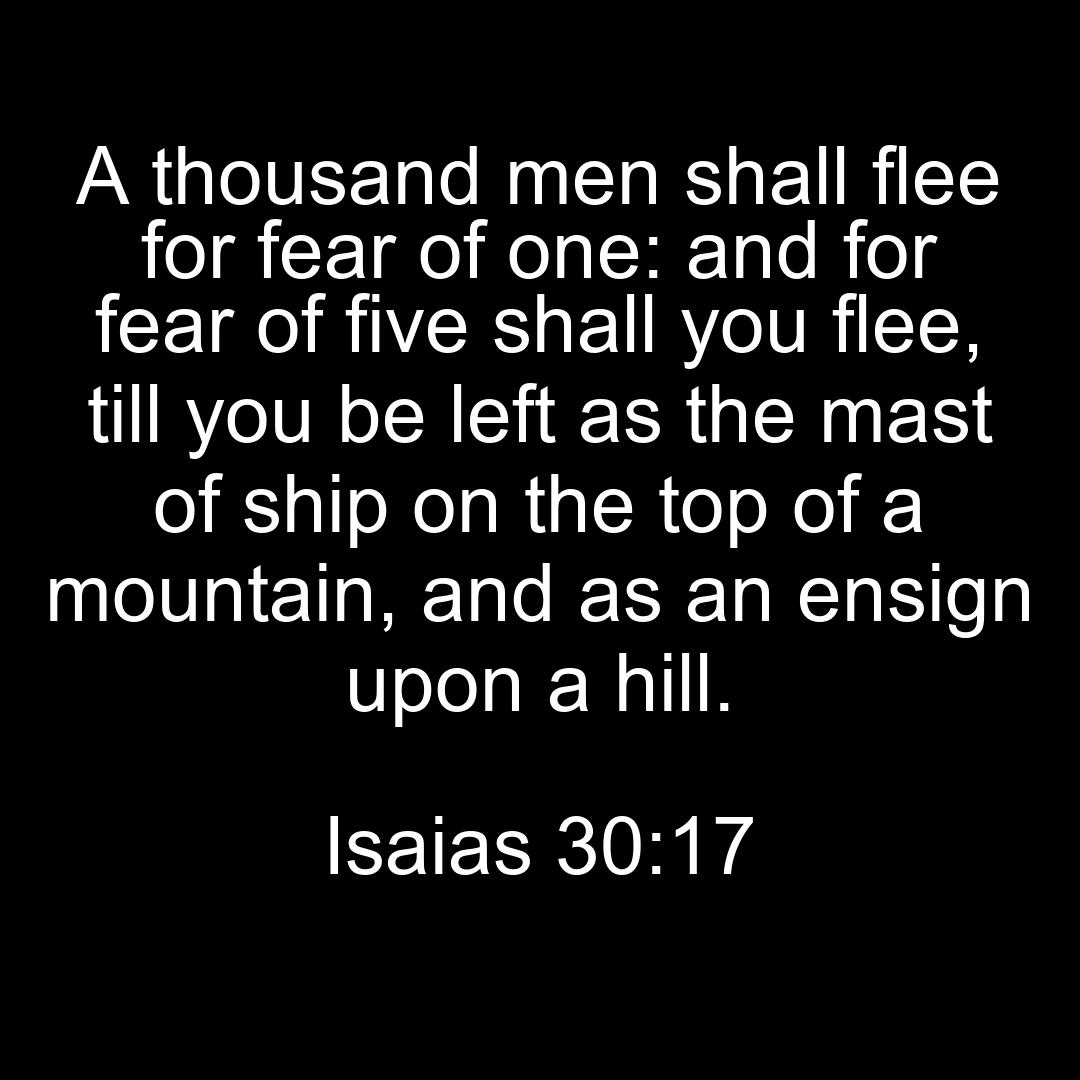 A thousand men shall flee
for fear of one: and for
fear of five shall you flee,
till you be left as the mast
of ship on the top of a
mountain, and as an ensign
upon a hill.
Isaias 30:17